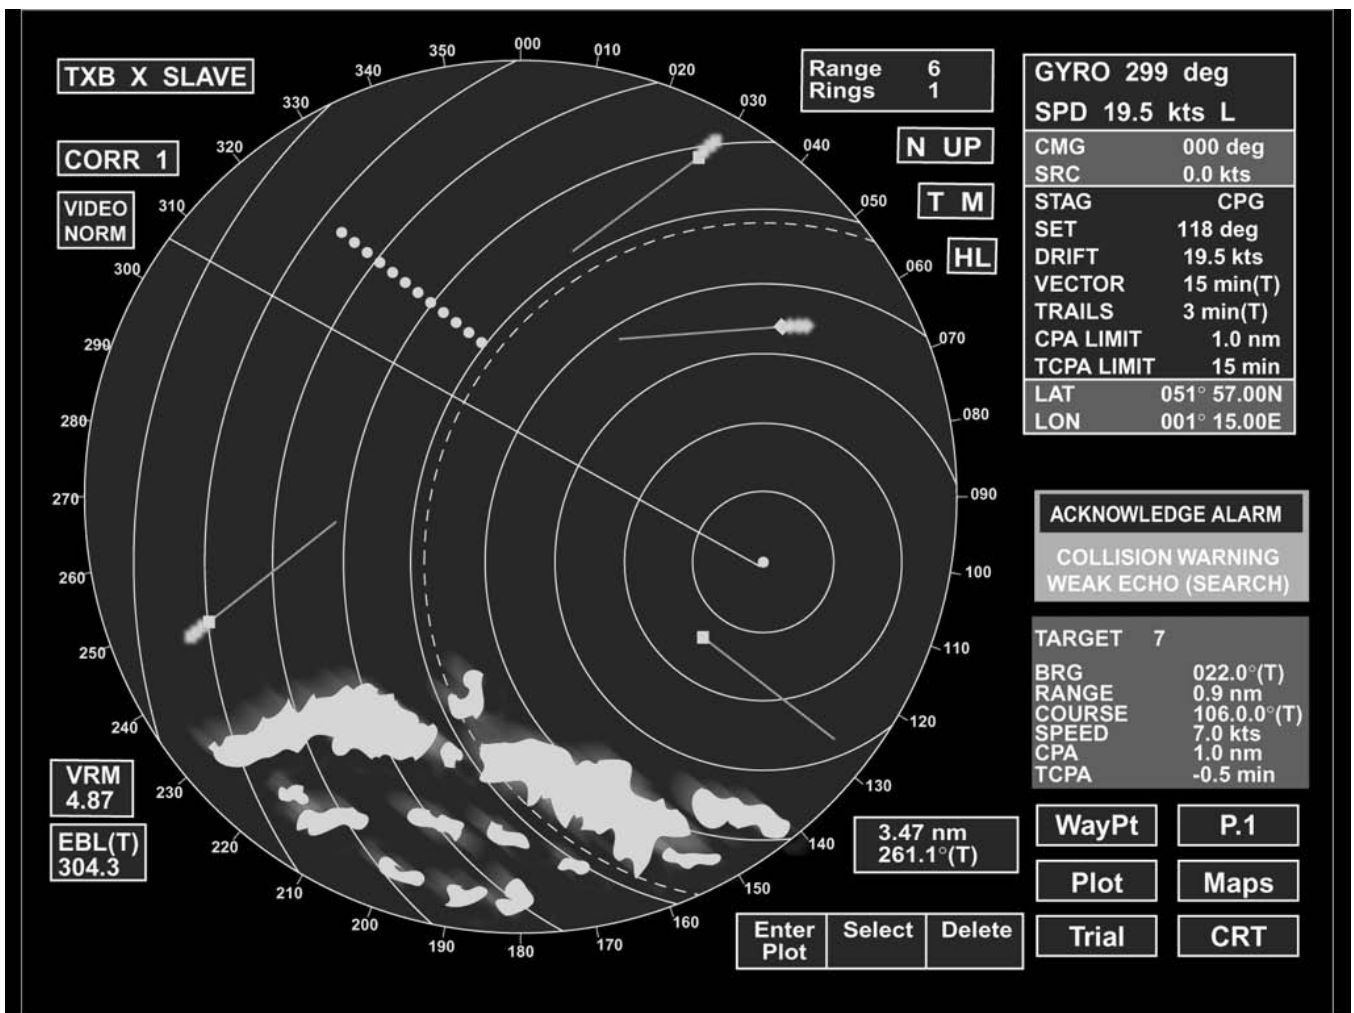 TXB X SLAVE
CORR 1
VIDEO
NORM
Range 6
Rings 1
N UP
T M
HL
GYRO 299 deg
SPD 19.5 kts L
CMG 000 deg
SRC 0.0 kts
STAG CPG
SET 118 deg
DRIFT 19.5 kts
VECTOR 15 min(T)
TRAILS 3 min(T)
CPA LIMIT 1.0 nm
TCPA LIMIT 15 min
LAT 051° 57.00N
LON 001° 15.00E
ACKNOWLEDGE ALARM
COLLISION WARNING
WEAK ECHO (SEARCH)
TARGET 7
BRG 022.0°(T)
RANGE 0.9 nm
COURSE 106.0.0°(T)
SPEED 7.0 kts
CPA 1.0 nm
TCPA -0.5 min
WayPt
P.1
Plot
Maps
Trial
CRT
000
010
020
030
040
050
060
070
080
090
100
110
120
130
140
150
160
170
180
190
200
210
220
230
240
250
260
270
280
290
300
310
320
330
340
350
VRM
4.87
EBL(T)
304.3
3.47 nm
261.1°(T)
Enter
Plot
Select
Delete